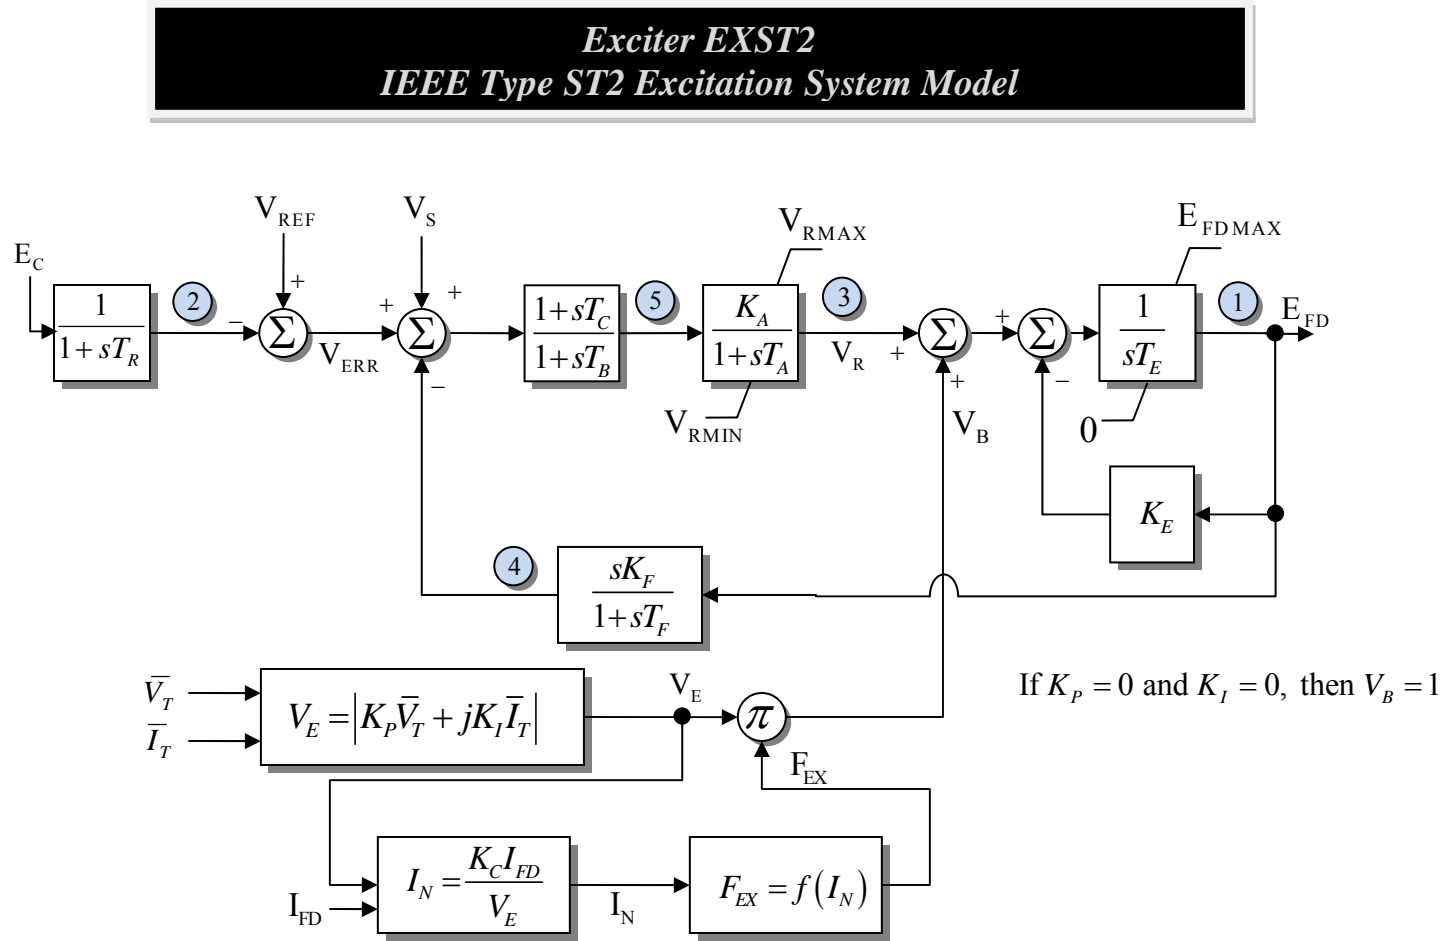 Exciter EXST2
IEEE Type ST2 Excitation System Model
V_REF
V_S
V_RMAX
E_FDMAX
E_C
1 / (1 + sT_R)
2
−
+
Σ
V_ERR
+
+
Σ
−
(1 + sT_C) / (1 + sT_B)
5
K_A / (1 + sT_A)
3
V_R
V_RMIN
+
Σ
+
V_B
+
Σ
−
1 / sT_E
0
1
E_FD
K_E
4
sK_F / (1 + sT_F)
V̄_T
Ī_T
V_E = |K_P V̄_T + jK_I Ī_T|
V_E
π
F_EX
If K_P = 0 and K_I = 0, then V_B = 1
I_FD
I_N = K_C I_FD / V_E
I_N
F_EX = f(I_N)